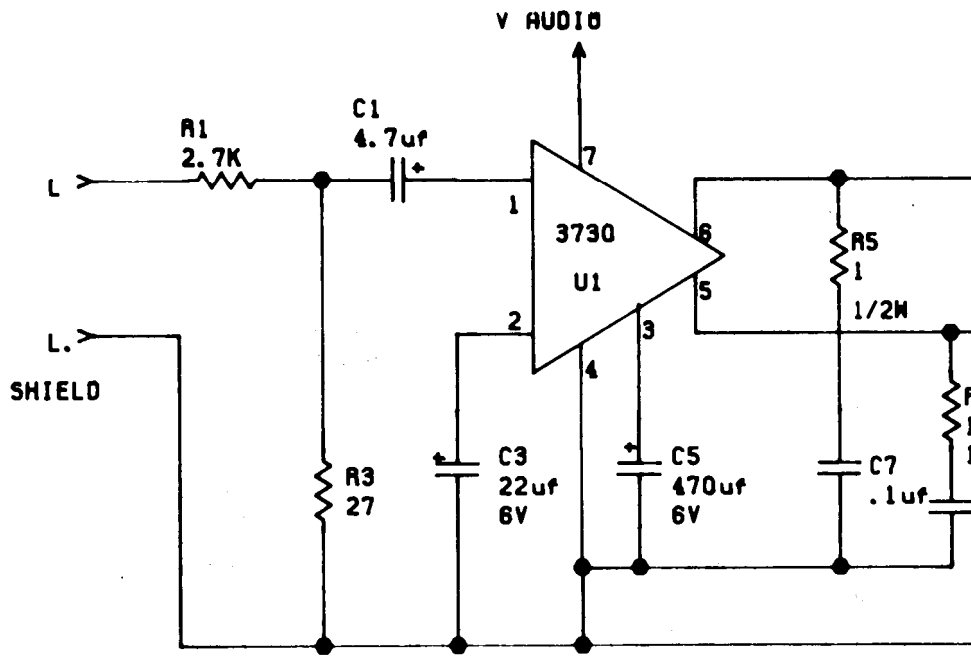 V AUDIO
C1
4.7uf
+
R1
2.7K
L
7
1
3730
U1
6
5
2
3
4
R5
1
1/2W
L.
SHIELD
R3
27
+
C3
22uf
6V
+
C5
470uf
6V
C7
.1uf